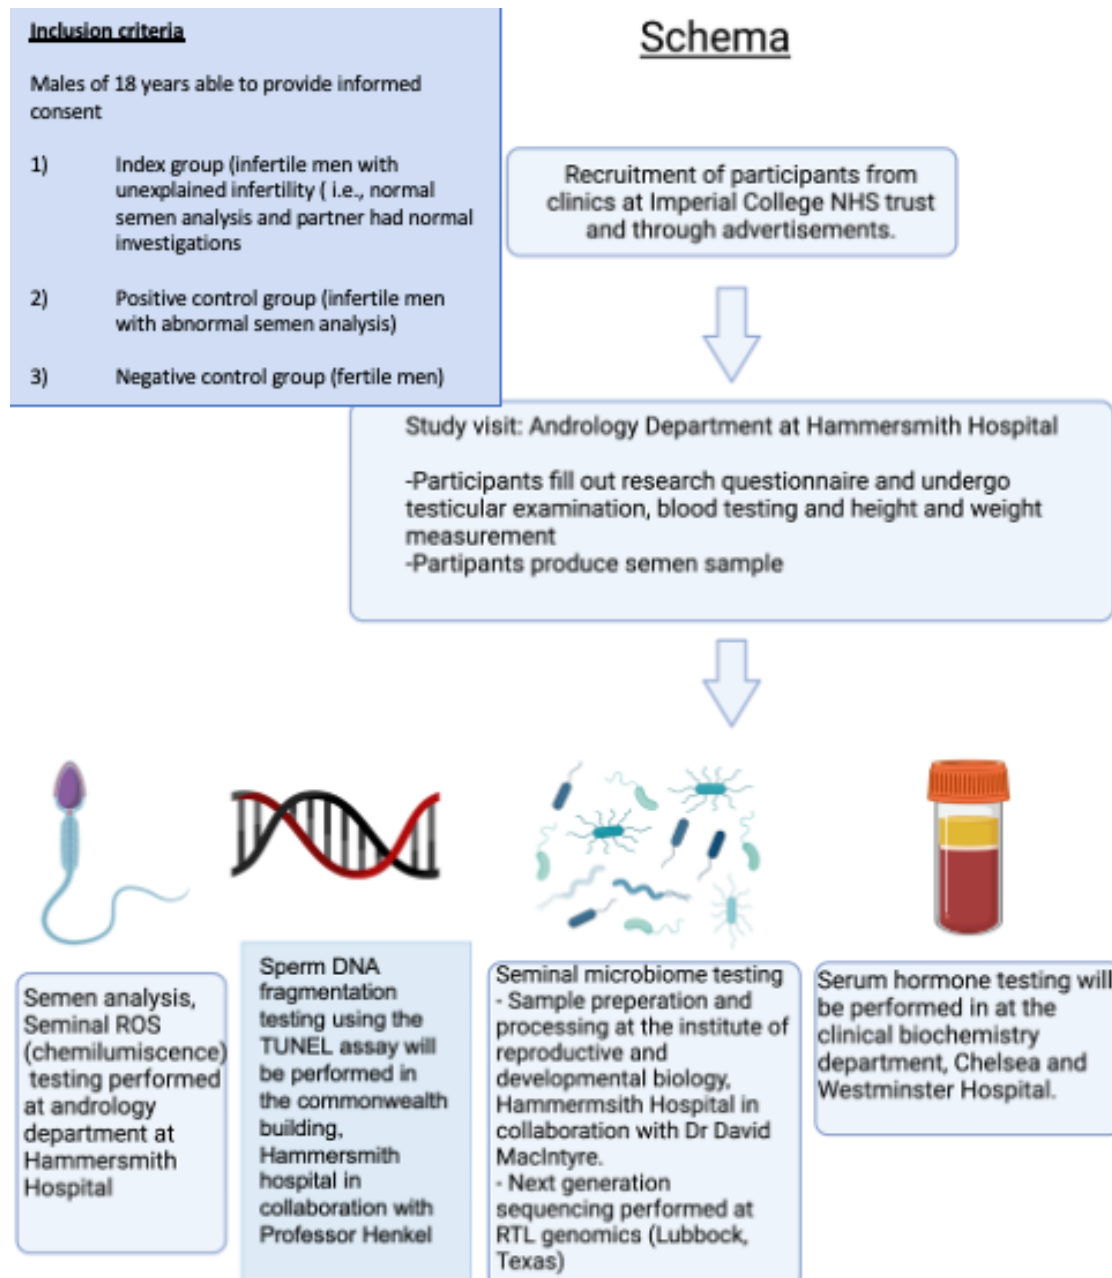 Inclusion criteria
Males of 18 years able to provide informed
consent
1) Index group (infertile men with
unexplained infertility ( i.e., normal
semen analysis and partner had normal
investigations
2) Positive control group (infertile men
with abnormal semen analysis)
3) Negative control group (fertile men)
Schema
Recruitment of participants from
clinics at Imperial College NHS trust
and through advertisements.
Study visit: Andrology Department at Hammersmith Hospital
-Participants fill out research questionnaire and undergo
testicular examination, blood testing and height and weight
measurement
-Partipants produce semen sample
Semen analysis,
Seminal ROS
(chemilumiscence)
testing performed
at andrology
department at
Hammersmith
Hospital
Sperm DNA
fragmentation
testing using the
TUNEL assay will
be performed in
the commonwealth
building,
Hammersmith
hospital in
collaboration with
Professor Henkel
Seminal microbiome testing
- Sample preparation and
processing at the institute of
reproductive and
developmental biology,
Hammermsith Hospital in
collaboration with Dr David
MacIntyre.
- Next generation
sequencing performed at
RTL genomics (Lubbock,
Texas)
Serum hormone testing will
be performed in at the
clinical biochemistry
department, Chelsea and
Westminster Hospital.